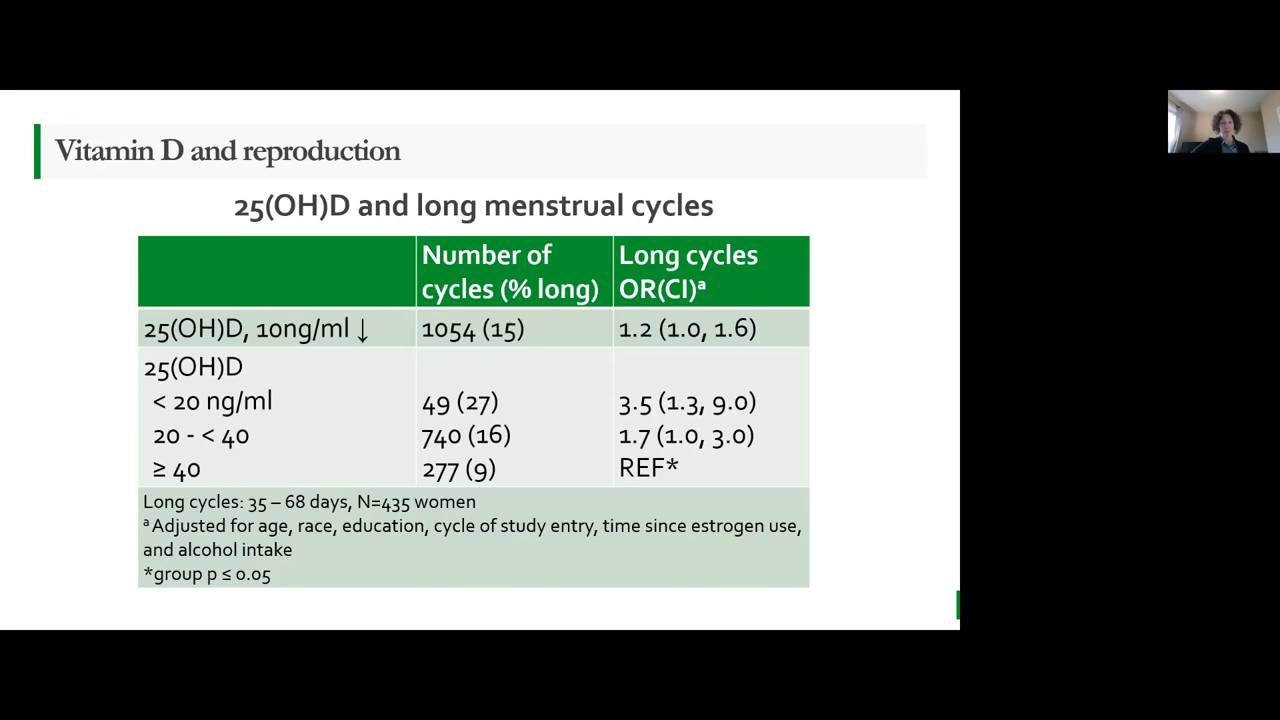 Vitamin D and reproduction
25(OH)D and long menstrual cycles
Number of cycles (% long)
Long cycles OR(CI)ᵃ
25(OH)D, 10ng/ml ↓ 1054 (15) 1.2 (1.0, 1.6)
25(OH)D
< 20 ng/ml 49 (27) 3.5 (1.3, 9.0)
20 - < 40 740 (16) 1.7 (1.0, 3.0)
≥ 40 277 (9) REF*
Long cycles: 35 – 68 days, N=435 women
ᵃ Adjusted for age, race, education, cycle of study entry, time since estrogen use,
and alcohol intake
*group p ≤ 0.05